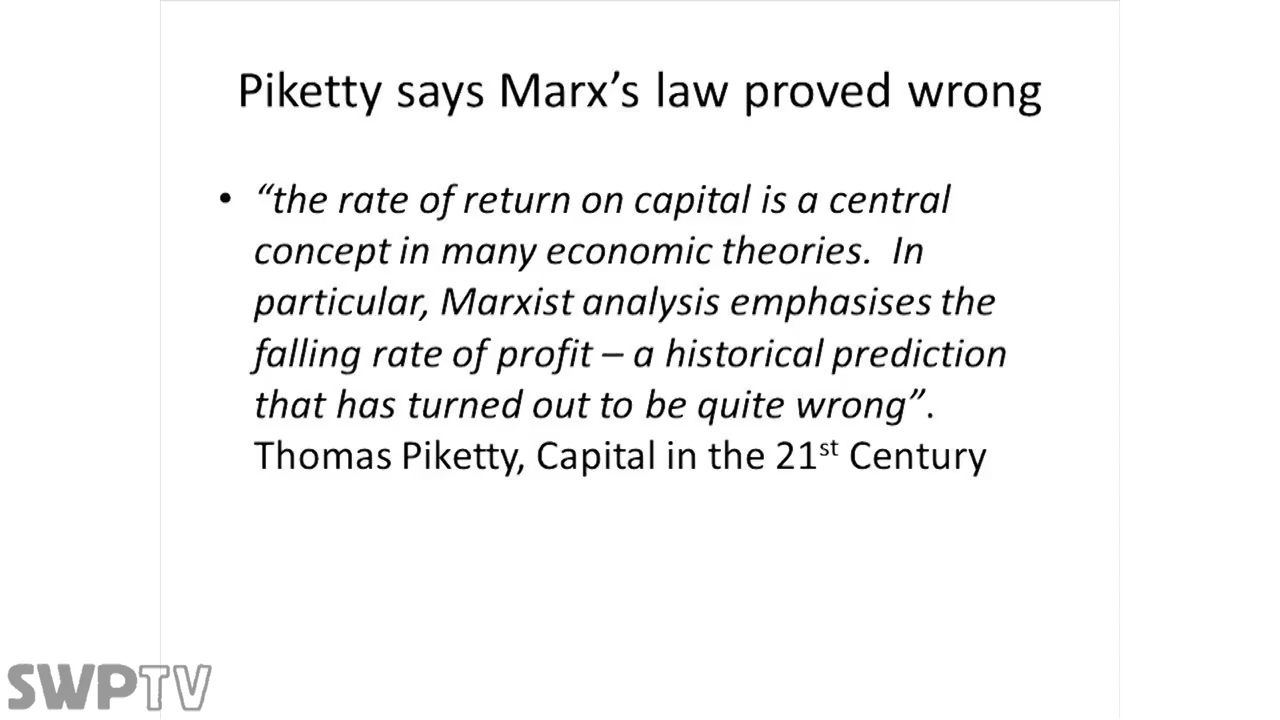 Piketty says Marx’s law proved wrong
• “the rate of return on capital is a central
concept in many economic theories.  In
particular, Marxist analysis emphasises the
falling rate of profit – a historical prediction
that has turned out to be quite wrong”.
Thomas Piketty, Capital in the 21st Century
SWPTV